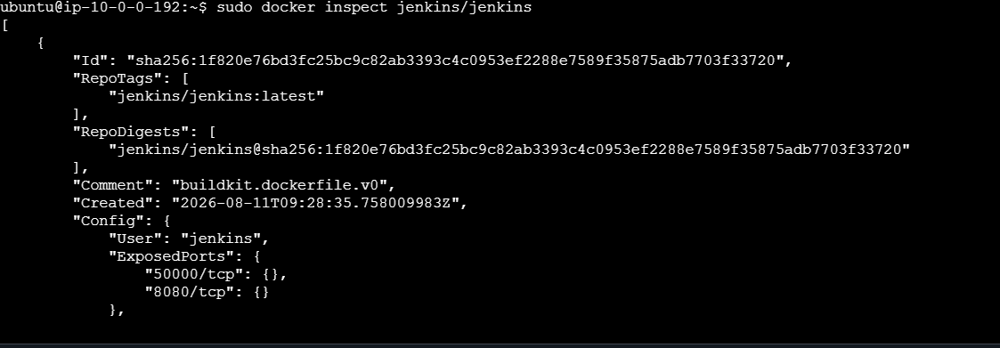 ubuntu@ip-10-0-0-192:~$ sudo docker inspect jenkins/jenkins
[
    {
        "Id": "sha256:1f820e76bd3fc25bc9c82ab3393c4c0953ef2288e7589f35875adb7703f33720",
        "RepoTags": [
            "jenkins/jenkins:latest"
        ],
        "RepoDigests": [
            "jenkins/jenkins@sha256:1f820e76bd3fc25bc9c82ab3393c4c0953ef2288e7589f35875adb7703f33720"
        ],
        "Comment": "buildkit.dockerfile.v0",
        "Created": "2026-08-11T09:28:35.758009983Z",
        "Config": {
            "User": "jenkins",
            "ExposedPorts": {
                "50000/tcp": {},
                "8080/tcp": {}
            },